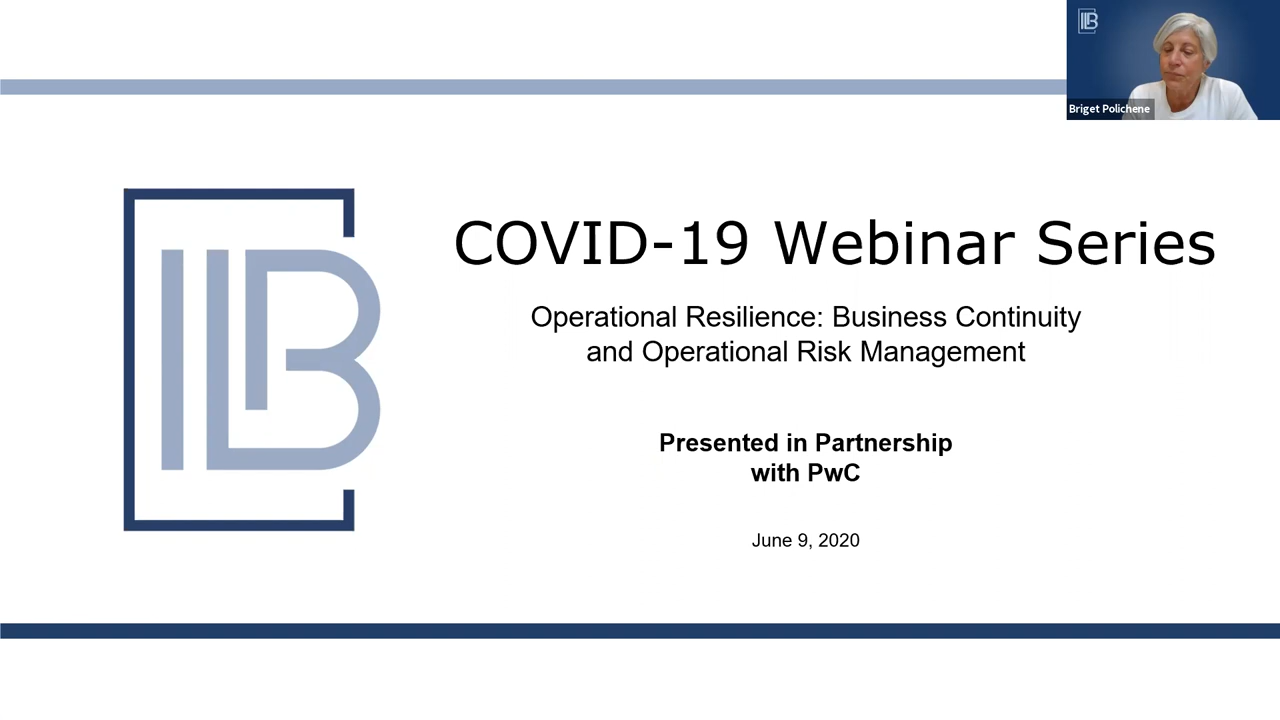 Briget Polichene
COVID-19 Webinar Series
Operational Resilience: Business Continuity
and Operational Risk Management
Presented in Partnership
with PwC
June 9, 2020
IIB